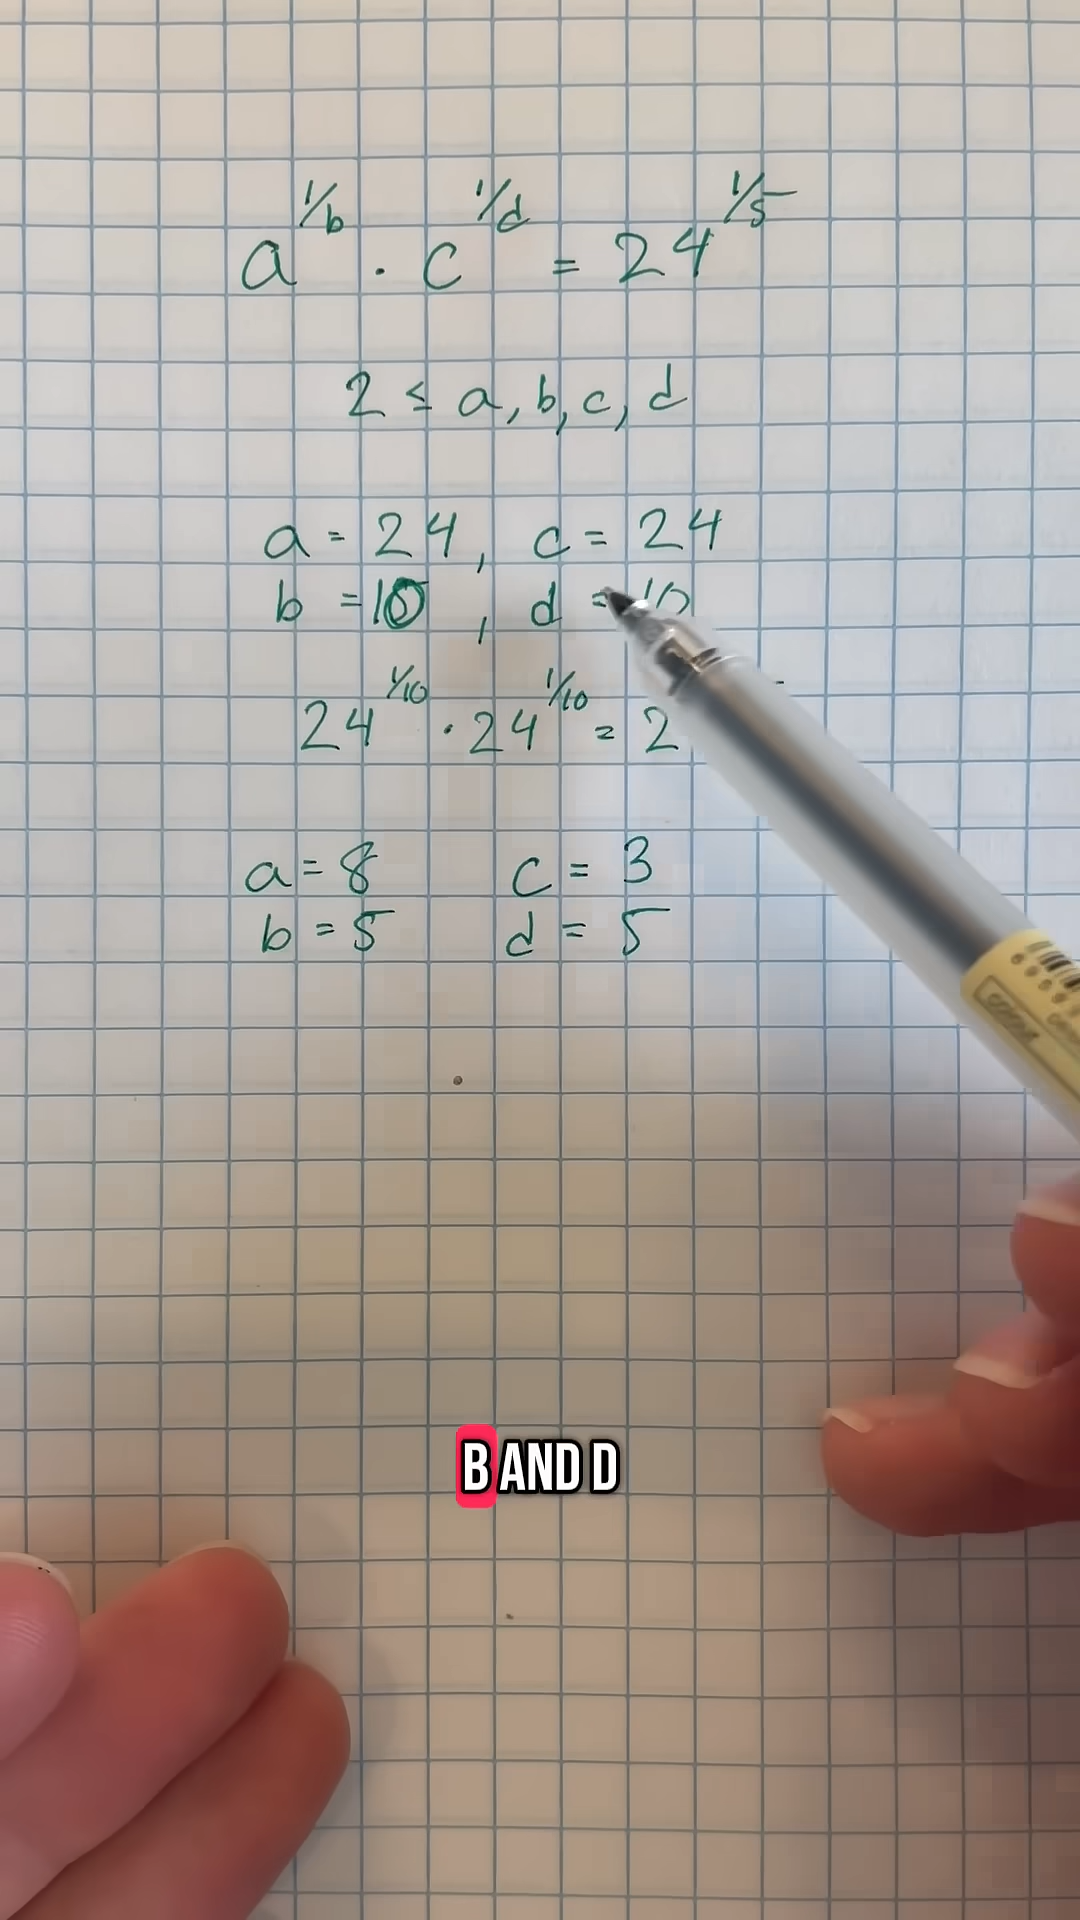 a^{1/b} · c^{1/d} = 24^{1/5}
2 ≤ a, b, c, d
a = 24, c = 24
b = 10, d = 10
24^{1/10} · 24^{1/10} = 2
a = 8 c = 3
b = 5 d = 5
B AND D